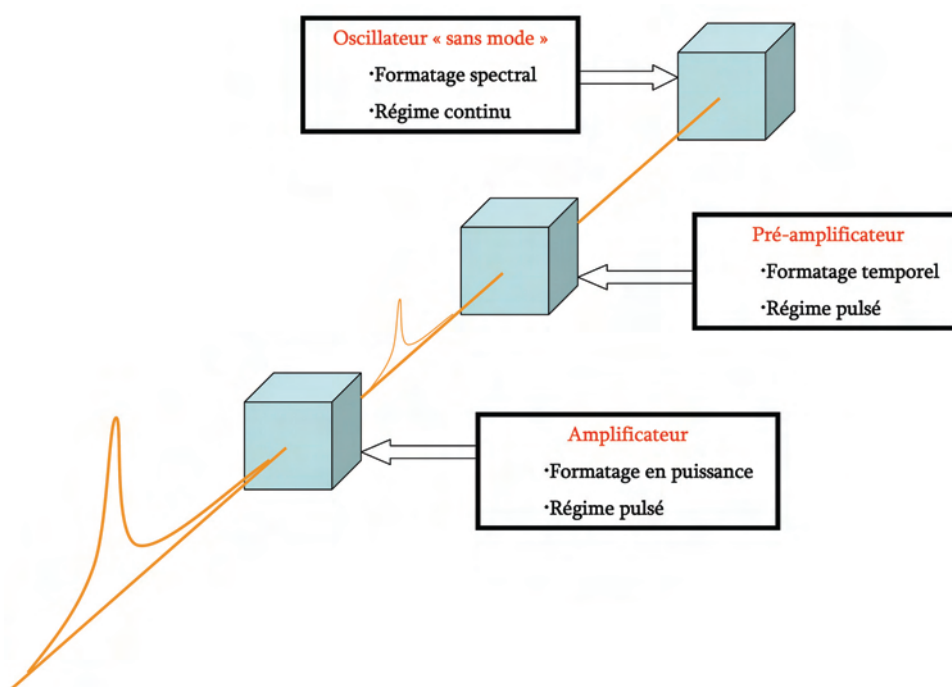 Oscillateur « sans mode »
·Formatage spectral
·Régime continu
Pré-amplificateur
·Formatage temporel
·Régime pulsé
Amplificateur
·Formatage en puissance
·Régime pulsé